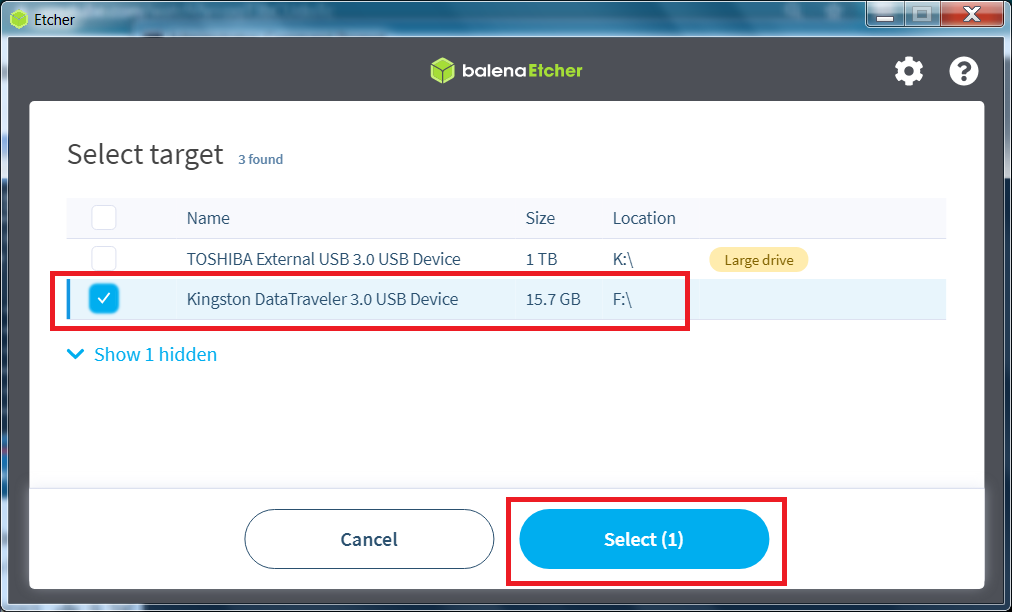 Etcher
balenaEtcher
Select target 3 found
Name Size Location
TOSHIBA External USB 3.0 USB Device 1 TB K:\ Large drive
Kingston DataTraveler 3.0 USB Device 15.7 GB F:\
Show 1 hidden
Cancel Select (1)